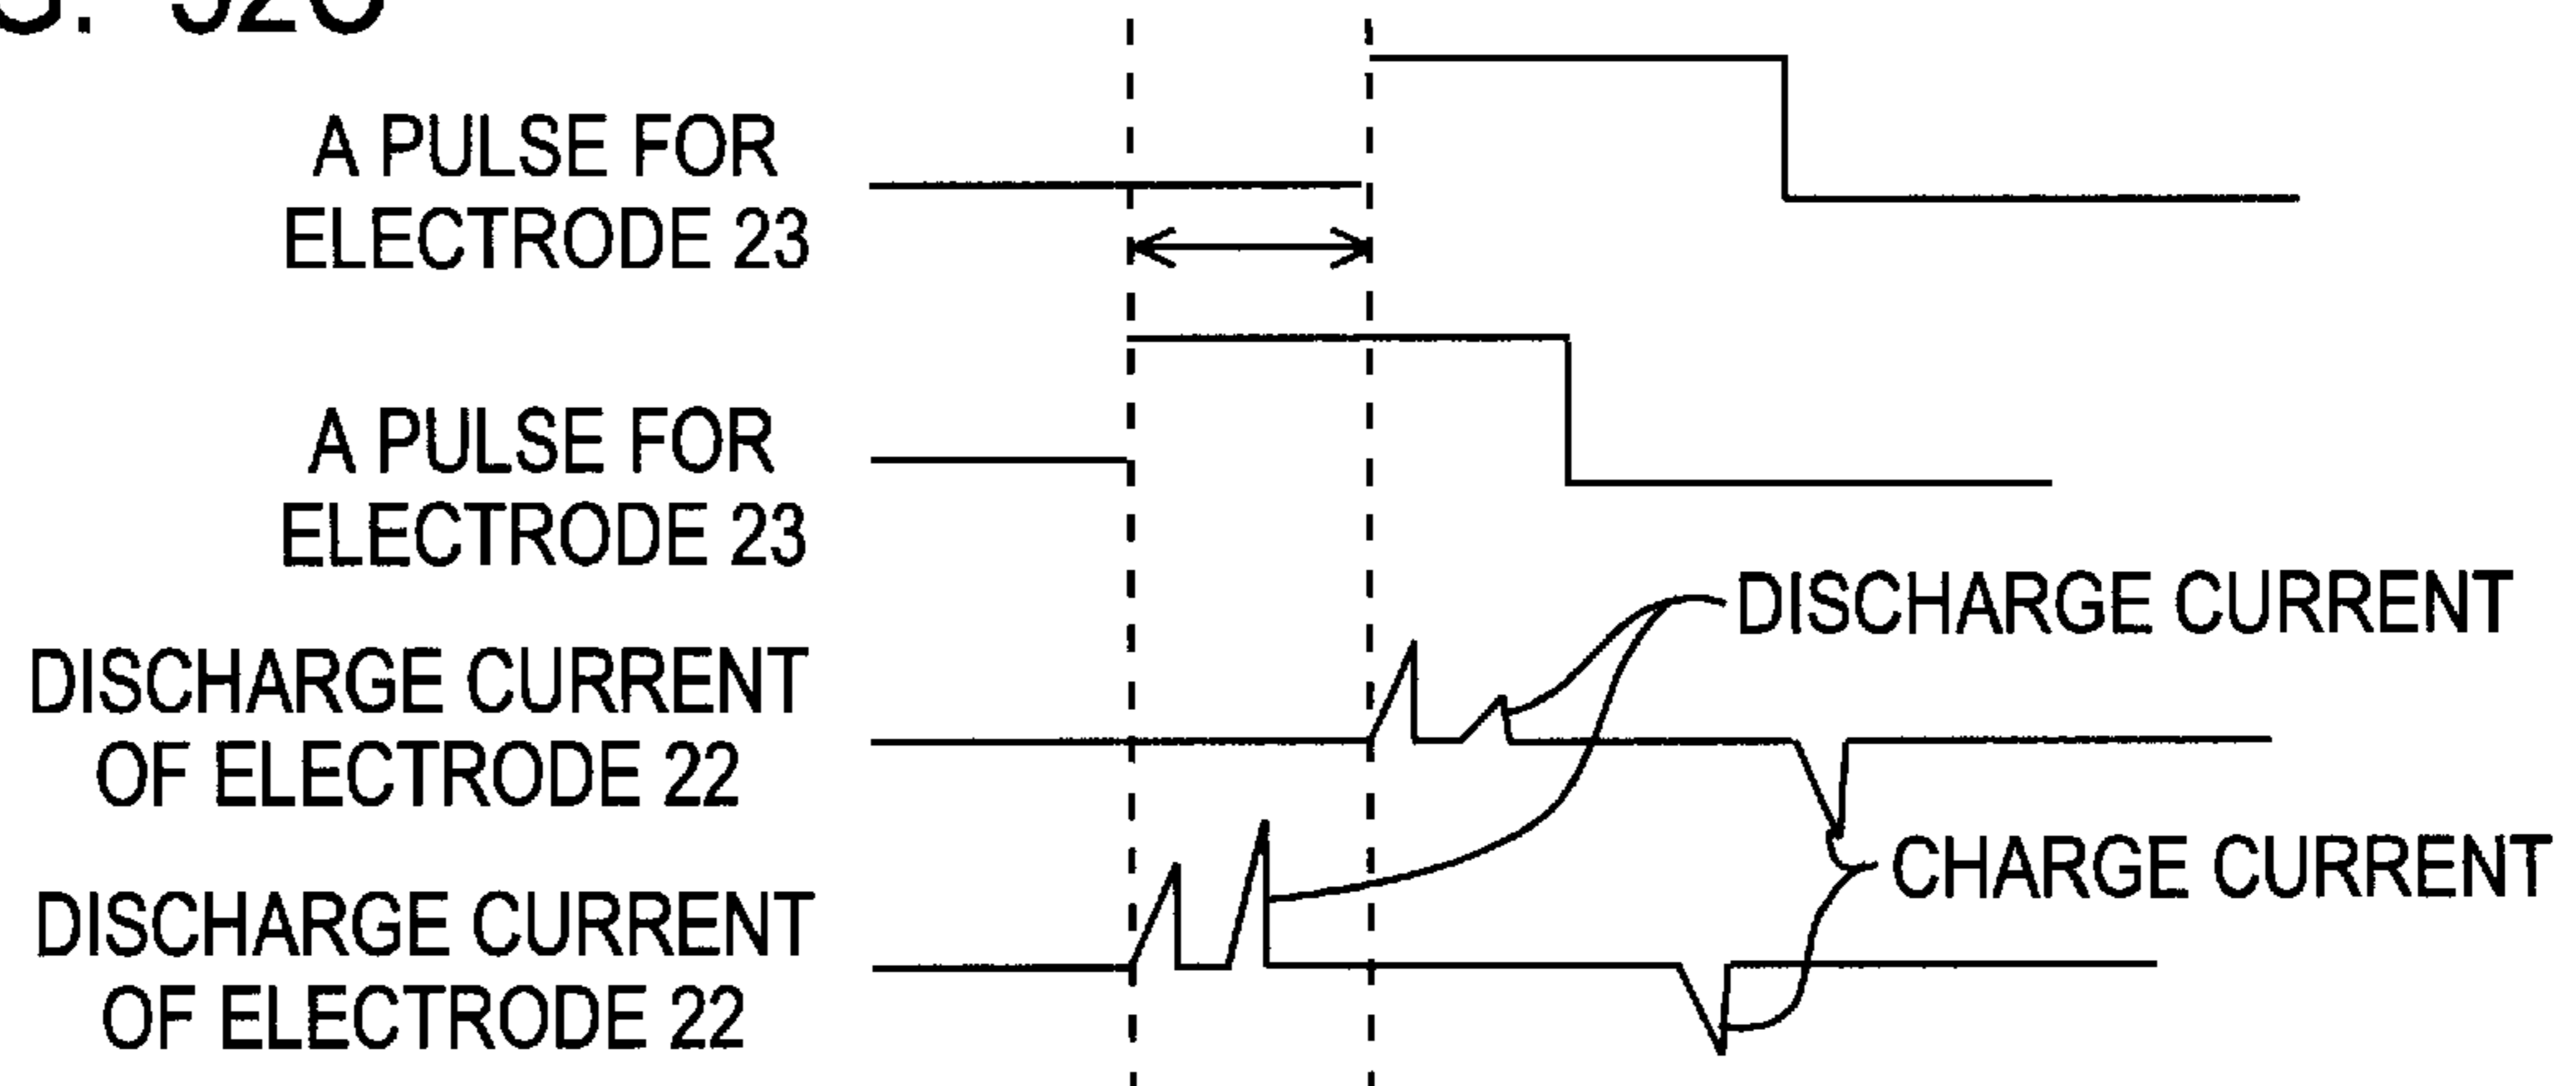 A PULSE FOR
ELECTRODE 23
A PULSE FOR
ELECTRODE 23
DISCHARGE CURRENT
DISCHARGE CURRENT
OF ELECTRODE 22
CHARGE CURRENT
DISCHARGE CURRENT
OF ELECTRODE 22